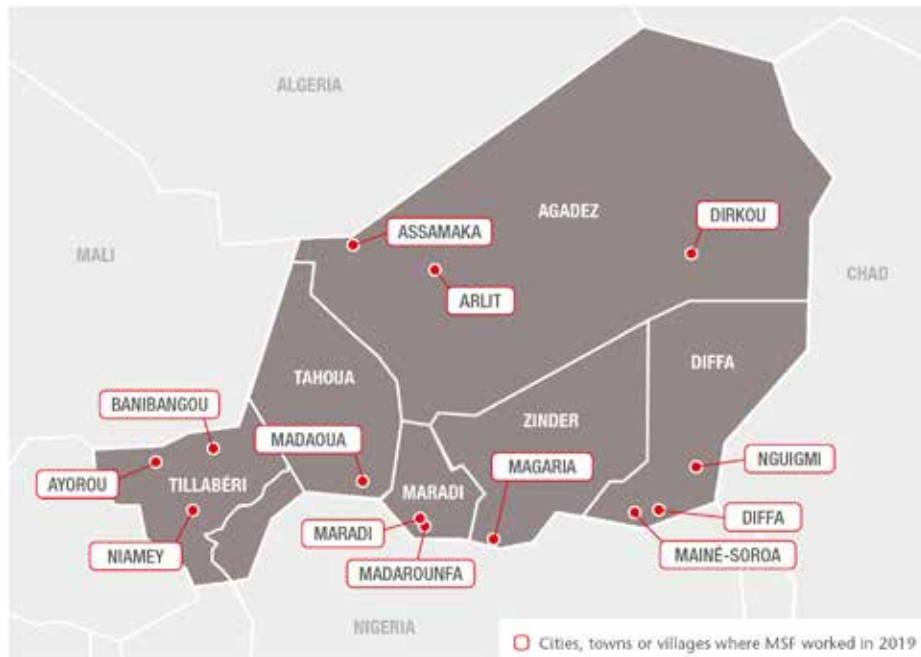 ALGERIA
AGADEZ
DIRKOU
ASSAMAKA
MALI
CHAD
ARLIT
DIFFA
TAHOUA
BANIBANGOU
ZINDER
MADAOUA
NGUIGMI
MAGARIA
AYOROU
TILLABÉRI
MARADI
DIFFA
MARADI
NIAMEY
MAINÉ-SOROA
MADAROUNFA
NIGERIA
Cities, towns or villages where MSF worked in 2019